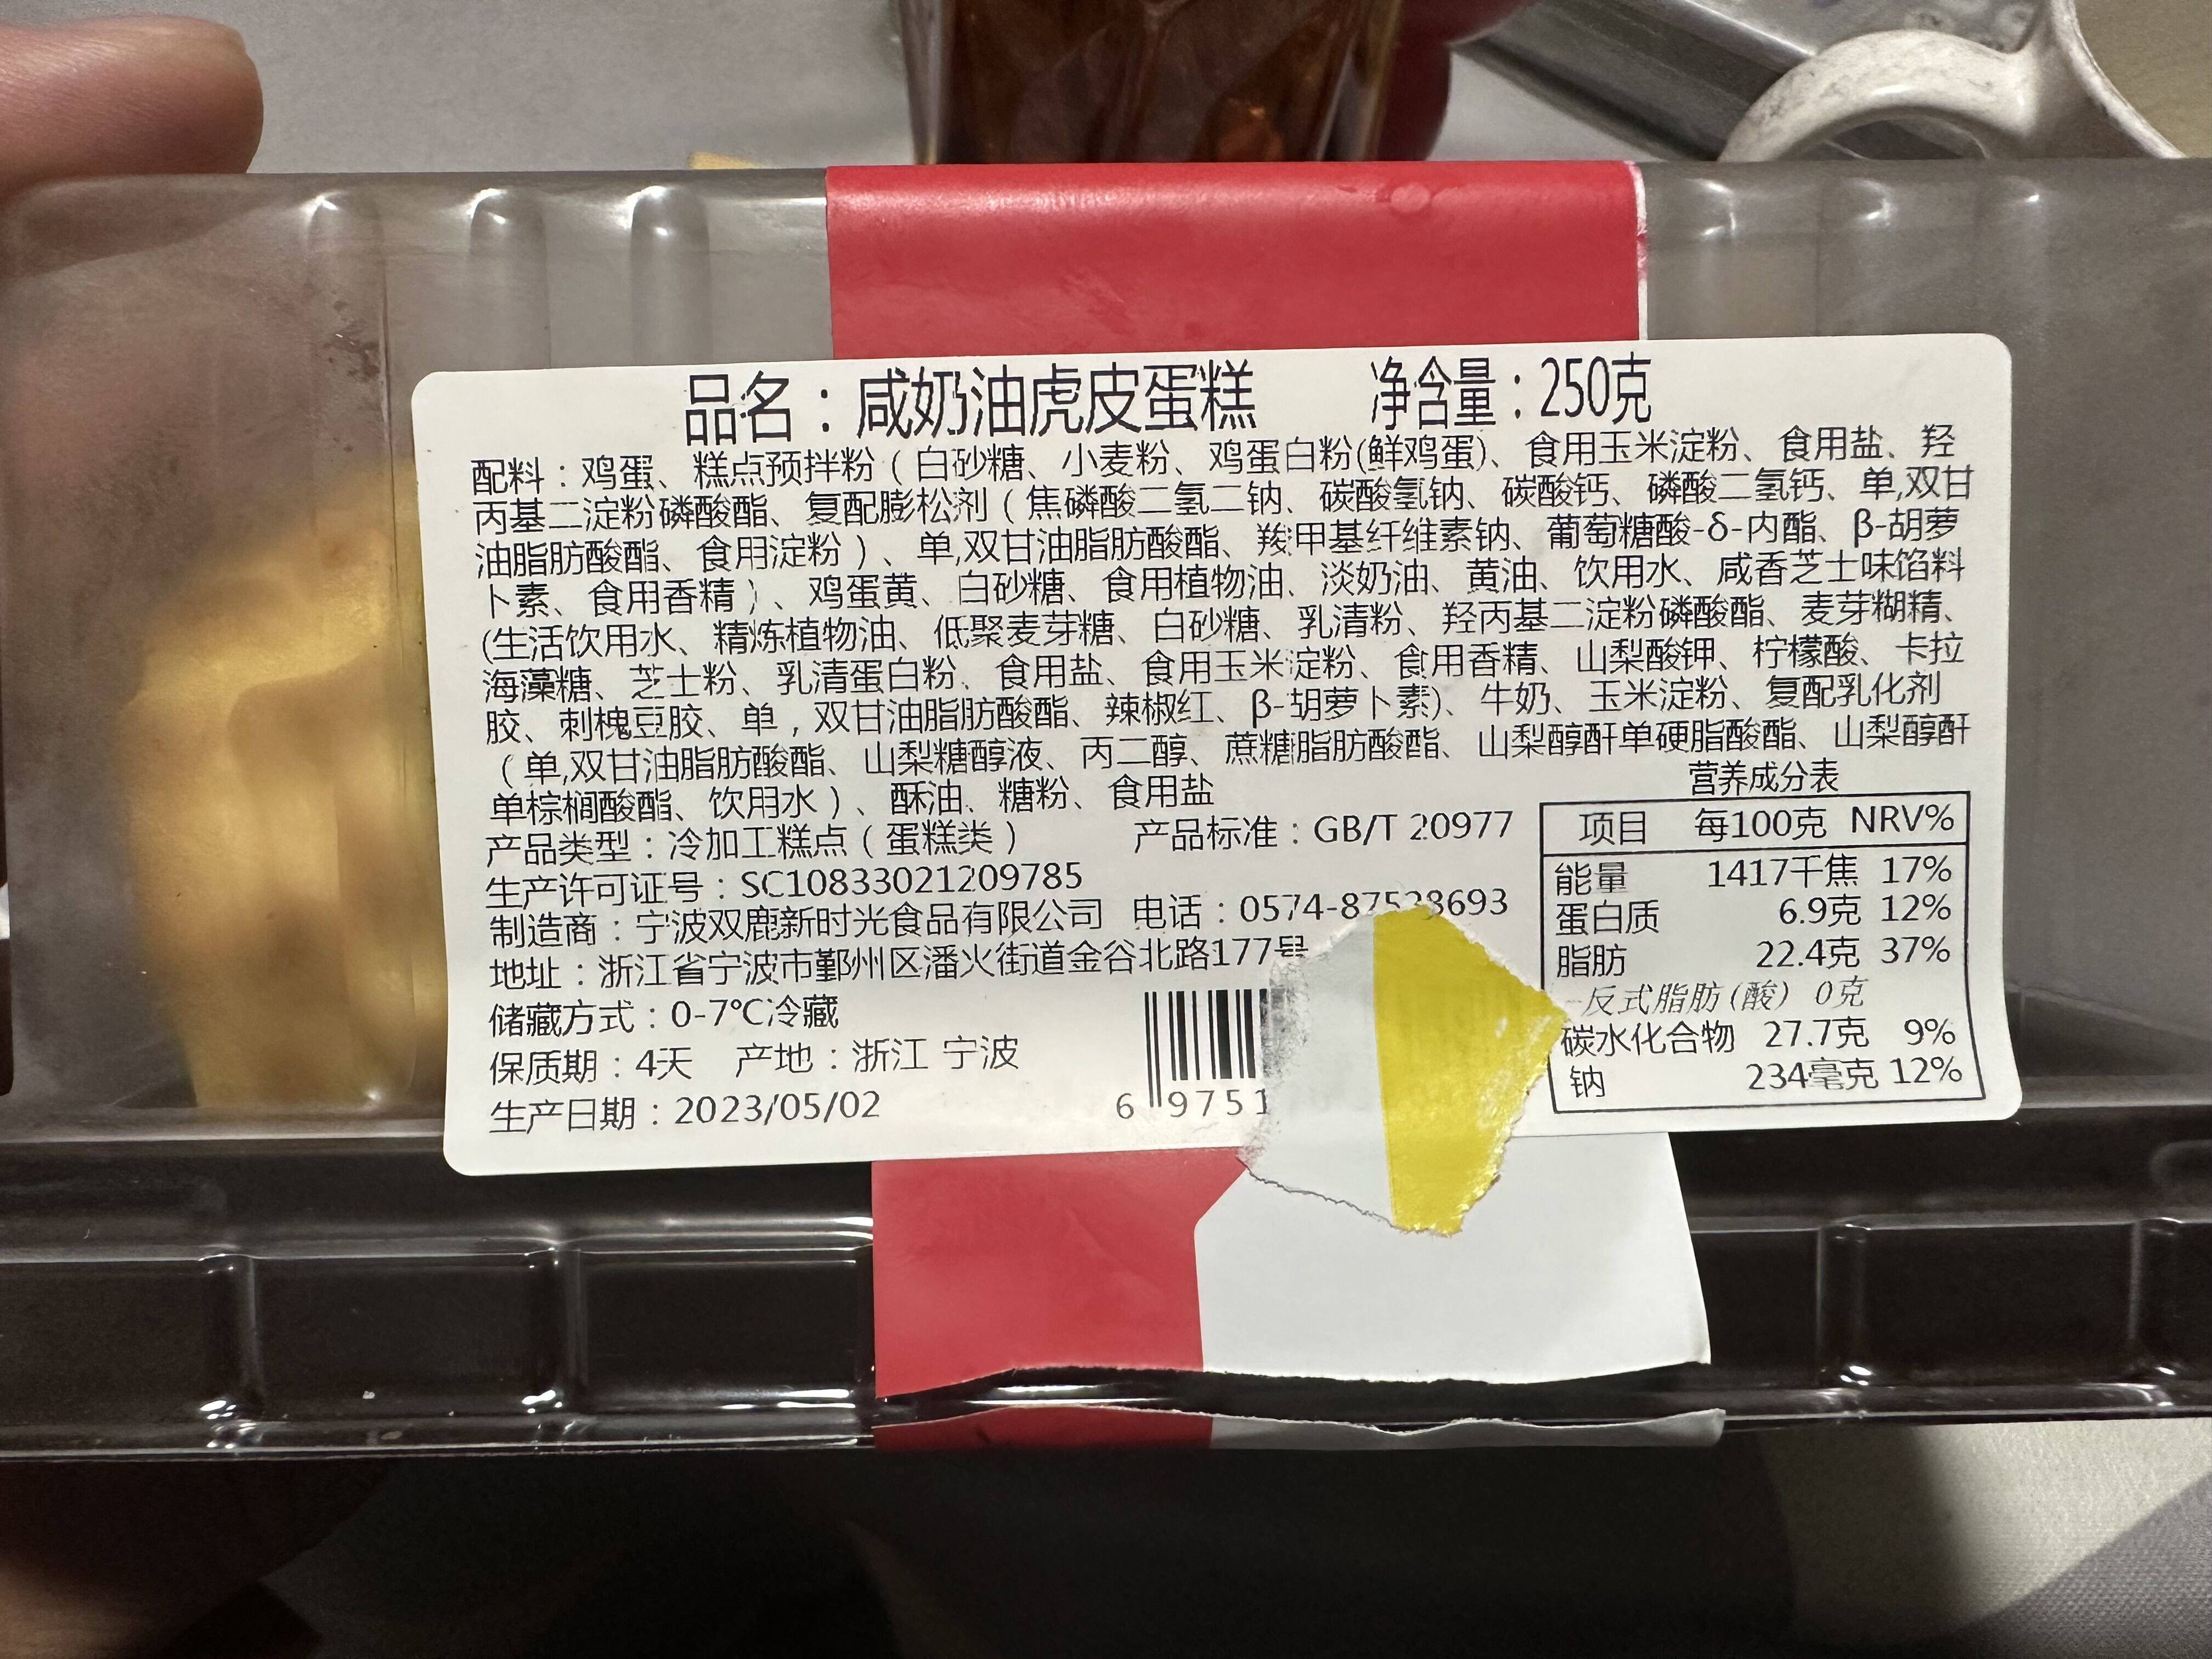 品名：咸奶油虎皮蛋糕 净含量：250克
配料：鸡蛋、糕点预拌粉（白砂糖、小麦粉、鸡蛋白粉(鲜鸡蛋)、食用玉米淀粉、食用盐、羟
丙基二淀粉磷酸酯、复配膨松剂（焦磷酸二氢二钠、碳酸氢钠、碳酸钙、磷酸二氢钙、单,双甘
油脂肪酸酯、食用淀粉）、单,双甘油脂肪酸酯、羧甲基纤维素钠、葡萄糖酸-δ-内酯、β-胡萝
卜素、食用香精）、鸡蛋黄、白砂糖、食用植物油、淡奶油、黄油、饮用水、咸香芝士味馅料
(生活饮用水、精炼植物油、低聚麦芽糖、白砂糖、乳清粉、羟丙基二淀粉磷酸酯、麦芽糊精、
海藻糖、芝士粉、乳清蛋白粉、食用盐、食用玉米淀粉、食用香精、山梨酸钾、柠檬酸、卡拉
胶、刺槐豆胶、单，双甘油脂肪酸酯、辣椒红、β-胡萝卜素)、牛奶、玉米淀粉、复配乳化剂
（单,双甘油脂肪酸酯、山梨糖醇液、丙二醇、蔗糖脂肪酸酯、山梨醇酐单硬脂酸酯、山梨醇酐
单棕榈酸酯、饮用水）、酥油、糖粉、食用盐
产品类型：冷加工糕点（蛋糕类） 产品标准：GB/T 20977
生产许可证号：SC10833021209785
制造商：宁波双鹿新时光食品有限公司 电话：0574-87528693
地址：浙江省宁波市鄞州区潘火街道金谷北路177号
储藏方式：0-7℃冷藏
保质期：4天 产地：浙江 宁波
生产日期：2023/05/02
6 9751
营养成分表
项目 每100克 NRV%
能量 1417千焦 17%
蛋白质 6.9克 12%
脂肪 22.4克 37%
-反式脂肪(酸) 0克
碳水化合物 27.7克 9%
钠 234毫克 12%